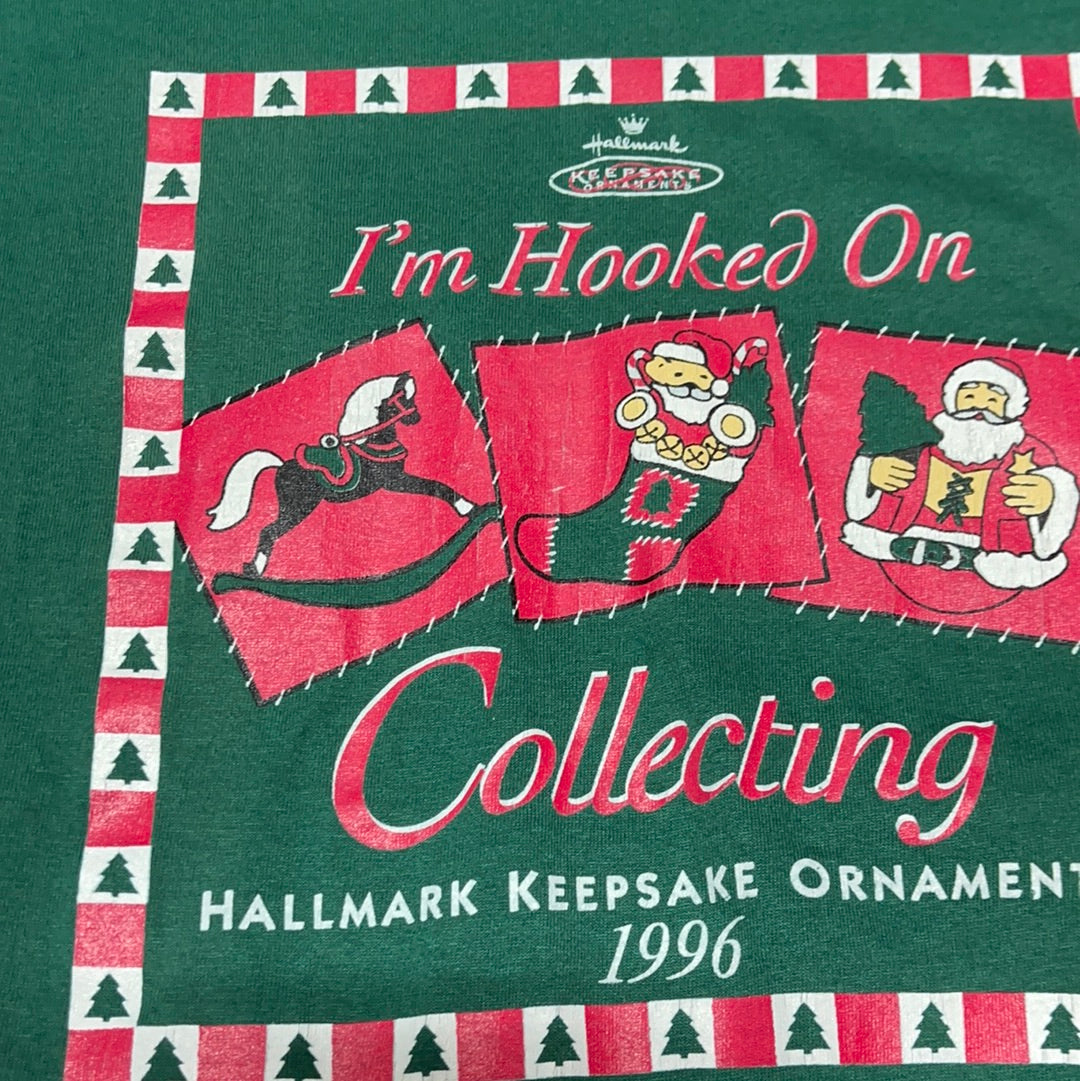 Hallmark
KEEPSAKE
ORNAMENTS
I'm Hooked On
Collecting
HALLMARK KEEPSAKE ORNAMENT
1996